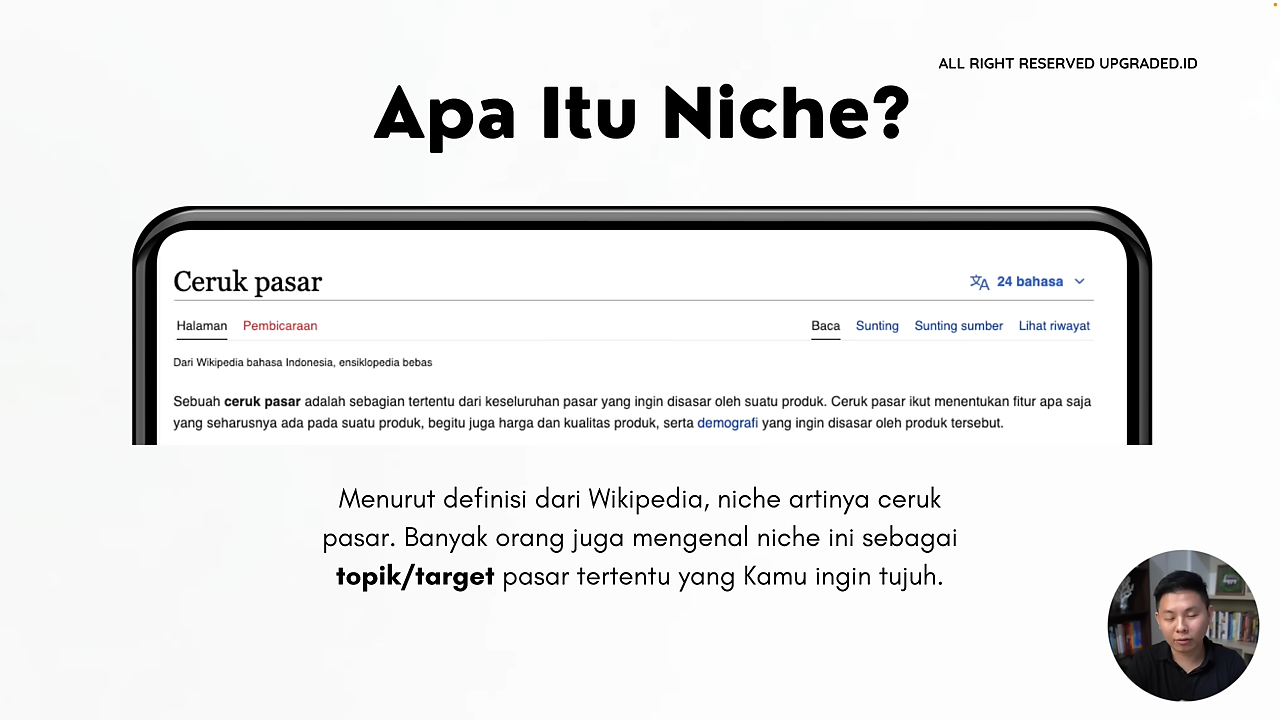 ALL RIGHT RESERVED UPGRADED.ID
Apa Itu Niche?
Ceruk pasar
24 bahasa
Halaman Pembicaraan Baca Sunting Sunting sumber Lihat riwayat
Dari Wikipedia bahasa Indonesia, ensiklopedia bebas
Sebuah ceruk pasar adalah sebagian tertentu dari keseluruhan pasar yang ingin disasar oleh suatu produk. Ceruk pasar ikut menentukan fitur apa saja
yang seharusnya ada pada suatu produk, begitu juga harga dan kualitas produk, serta demografi yang ingin disasar oleh produk tersebut.
Menurut definisi dari Wikipedia, niche artinya ceruk
pasar. Banyak orang juga mengenal niche ini sebagai
topik/target pasar tertentu yang Kamu ingin tujuh.